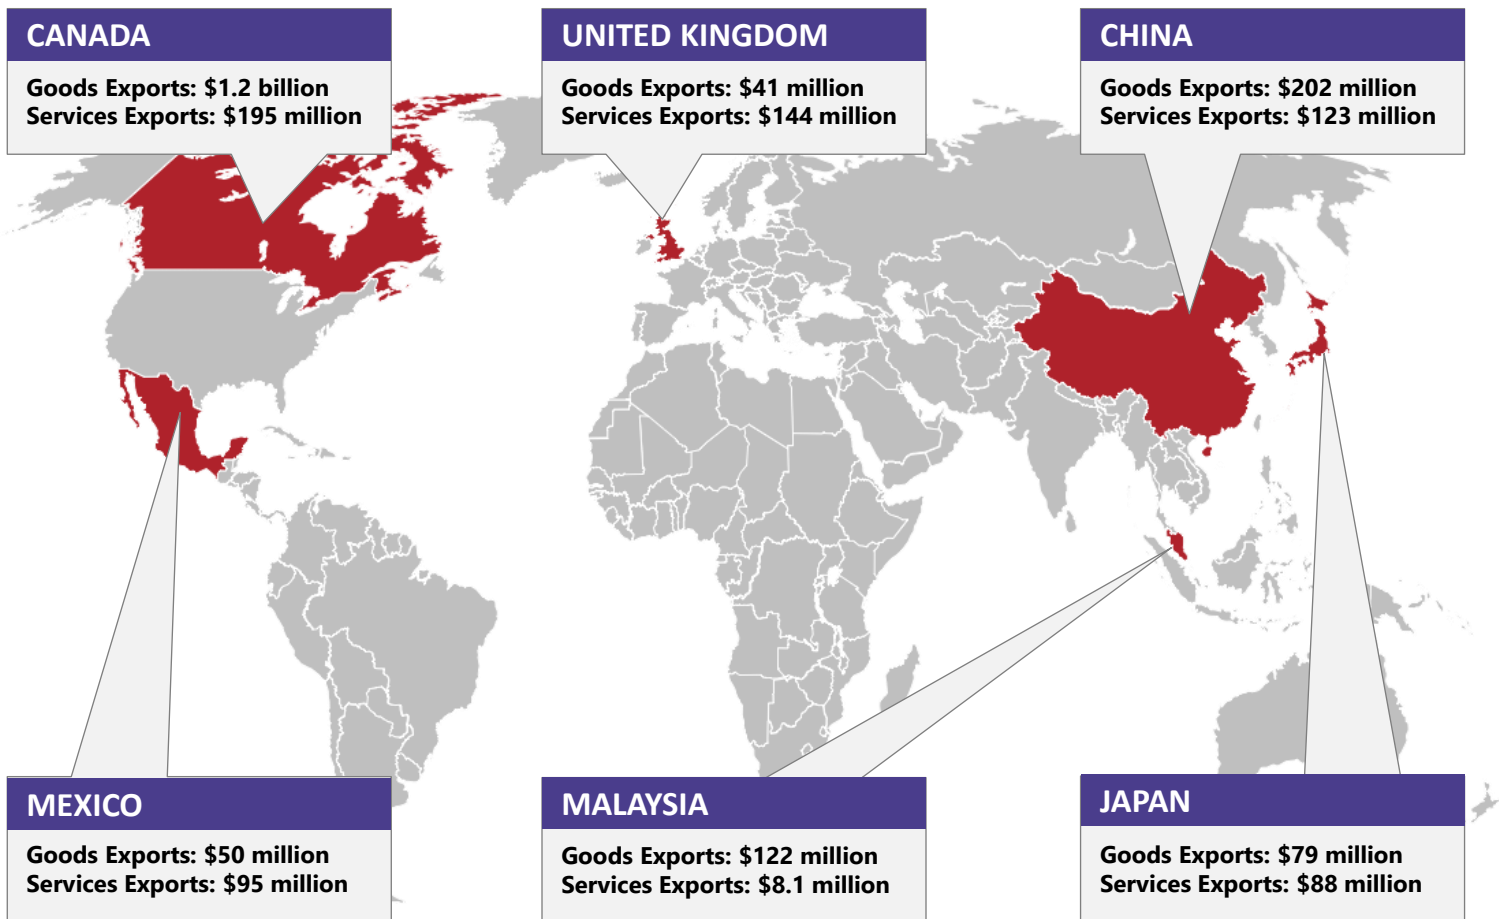 CANADA
Goods Exports: $1.2 billion
Services Exports: $195 million
UNITED KINGDOM
Goods Exports: $41 million
Services Exports: $144 million
CHINA
Goods Exports: $202 million
Services Exports: $123 million
MEXICO
Goods Exports: $50 million
Services Exports: $95 million
MALAYSIA
Goods Exports: $122 million
Services Exports: $8.1 million
JAPAN
Goods Exports: $79 million
Services Exports: $88 million